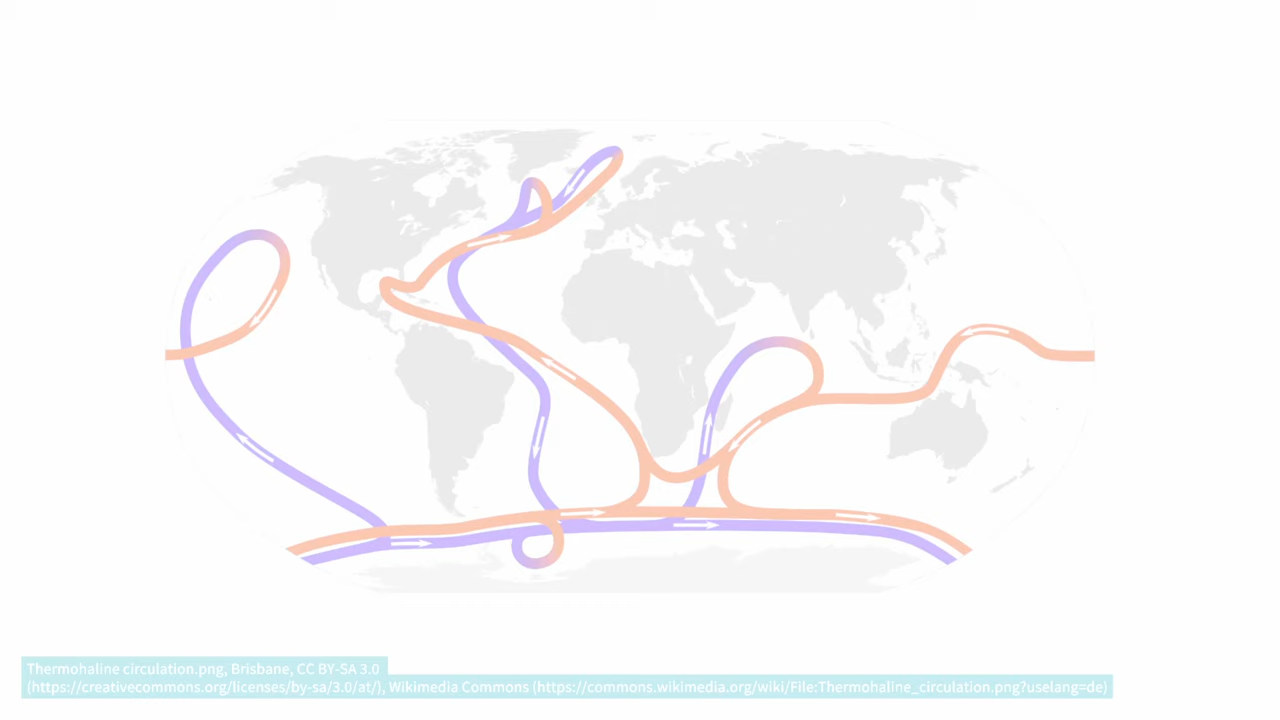 Thermohaline circulation.png, Brisbane, CC BY-SA 3.0
(https://creativecommons.org/licenses/by-sa/3.0/at/), Wikimedia Commons (https://commons.wikimedia.org/wiki/File:Thermohaline_circulation.png?uselang=de)